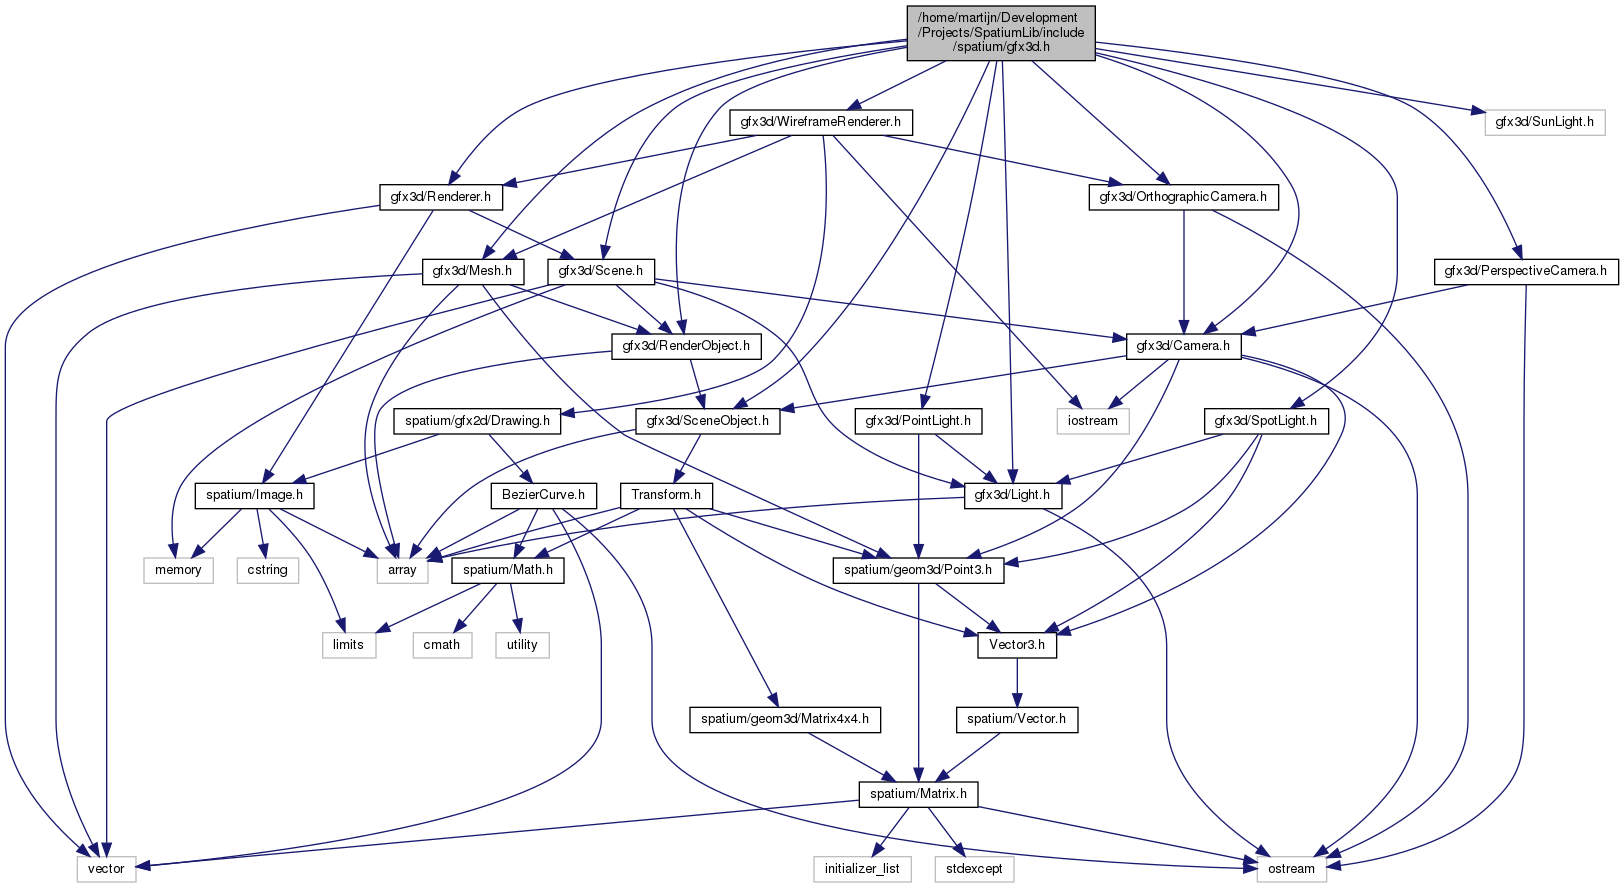 /home/martijn/Development
/Projects/SpatiumLib/include
/spatium/gfx3d.h
gfx3d/WireframeRenderer.h
gfx3d/SunLight.h
gfx3d/Renderer.h
gfx3d/OrthographicCamera.h
gfx3d/Mesh.h
gfx3d/Scene.h
gfx3d/PerspectiveCamera.h
gfx3d/RenderObject.h
gfx3d/Camera.h
spatium/gfx2d/Drawing.h
gfx3d/SceneObject.h
gfx3d/PointLight.h
iostream
gfx3d/SpotLight.h
spatium/Image.h
BezierCurve.h
Transform.h
gfx3d/Light.h
memory
cstring
array
spatium/Math.h
spatium/geom3d/Point3.h
limits
cmath
utility
Vector3.h
spatium/geom3d/Matrix4x4.h
spatium/Vector.h
spatium/Matrix.h
vector
initializer_list
stdexcept
ostream